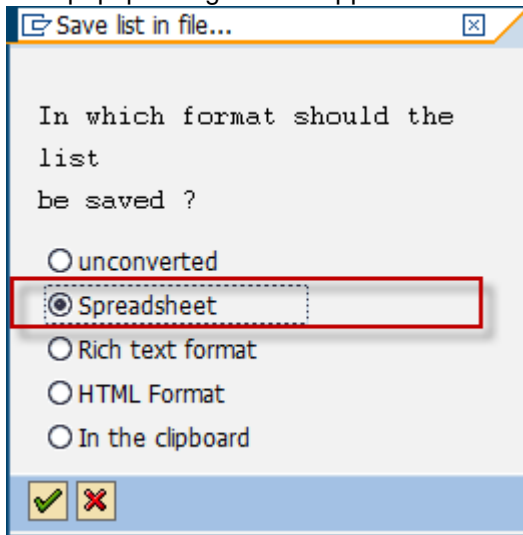 Save list in file...
In which format should the
list
be saved ?
unconverted
Spreadsheet
Rich text format
HTML Format
In the clipboard